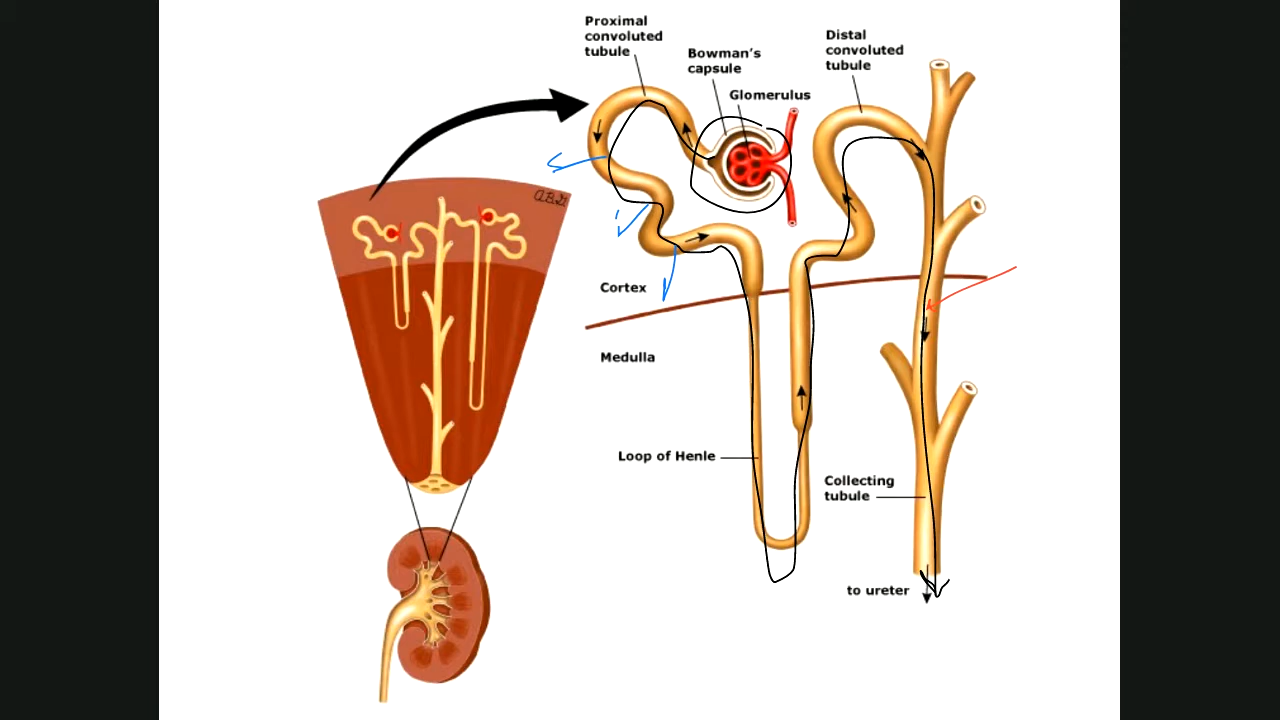 Proximal
convoluted
tubule
Bowman's
capsule
Glomerulus
Distal
convoluted
tubule
Cortex
Medulla
Loop of Henle
Collecting
tubule
to ureter